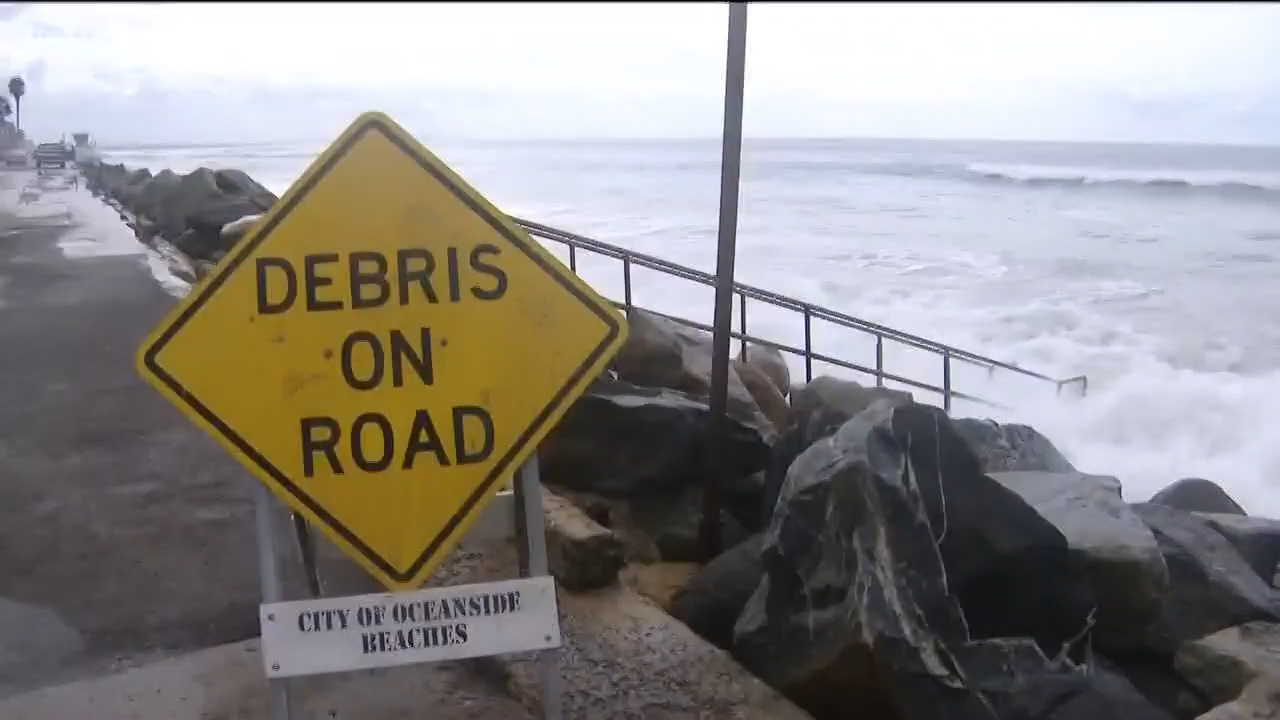 DEBRIS
ON
ROAD
CITY OF OCEANSIDE
BEACHES